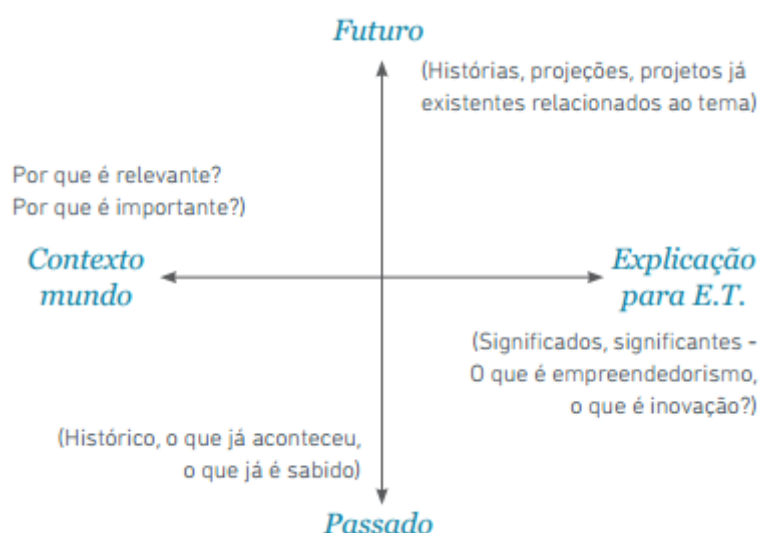 Futuro
(Histórias, projeções, projetos já
existentes relacionados ao tema)
Por que é relevante?
Por que é importante?)
Contexto
mundo
Explicação
para E.T.
(Significados, significantes -
O que é empreendedorismo,
o que é inovação?)
(Histórico, o que já aconteceu,
o que já é sabido)
Passado